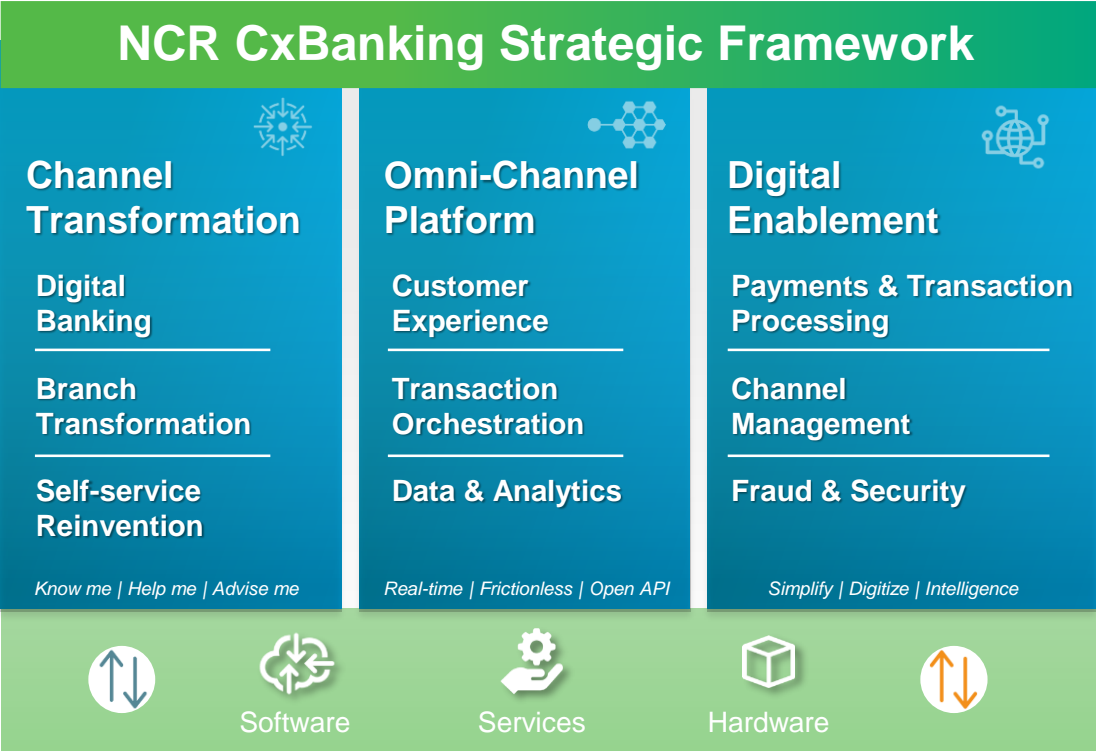 NCR CxBanking Strategic Framework
Channel
Transformation
Digital
Banking
Branch
Transformation
Self-service
Reinvention
Know me | Help me | Advise me
Omni-Channel
Platform
Customer
Experience
Transaction
Orchestration
Data & Analytics
Real-time | Frictionless | Open API
Digital
Enablement
Payments & Transaction
Processing
Channel
Management
Fraud & Security
Simplify | Digitize | Intelligence
Software
Services
Hardware